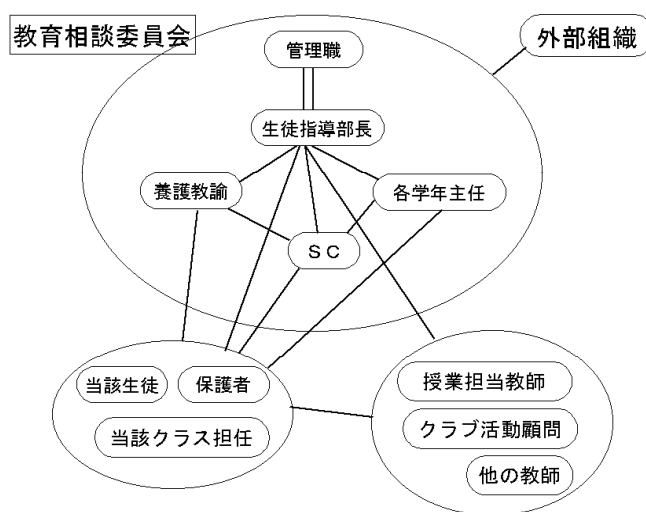 教育相談委員会
外部組織
管理職
生徒指導部長
養護教諭
各学年主任
ＳＣ
当該生徒
保護者
当該クラス担任
授業担当教師
クラブ活動顧問
他の教師